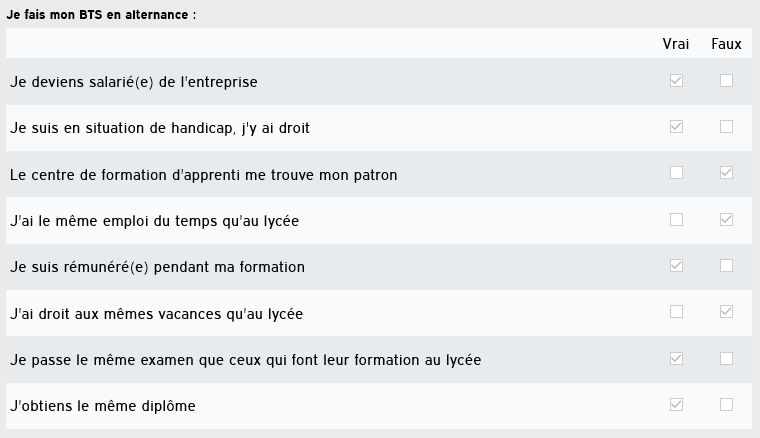 Je fais mon BTS en alternance :
Vrai Faux
Je deviens salarié(e) de l'entreprise
Je suis en situation de handicap, j'y ai droit
Le centre de formation d'apprenti me trouve mon patron
J'ai le même emploi du temps qu'au lycée
Je suis rémunéré(e) pendant ma formation
J'ai droit aux mêmes vacances qu'au lycée
Je passe le même examen que ceux qui font leur formation au lycée
J'obtiens le même diplôme